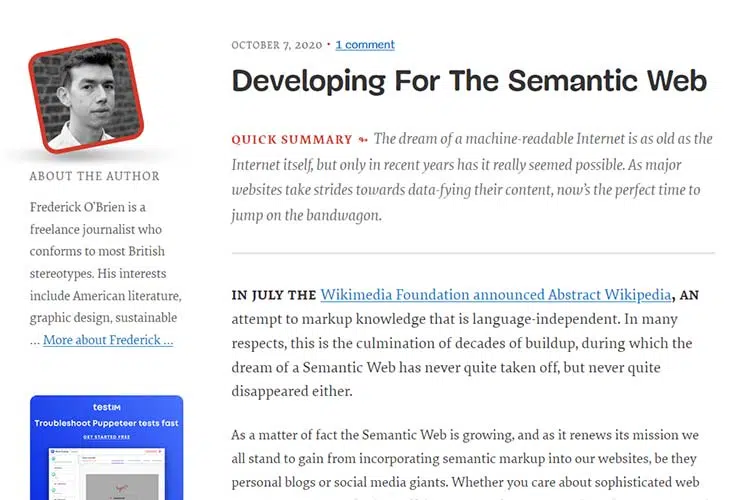 OCTOBER 7, 2020 • 1 comment
Developing For The Semantic Web
QUICK SUMMARY ↬ The dream of a machine-readable Internet is as old as the
Internet itself, but only in recent years has it really seemed possible. As major
websites take strides towards data-fying their content, now’s the perfect time to
jump on the bandwagon.
ABOUT THE AUTHOR
Frederick O’Brien is a
freelance journalist who
conforms to most British
stereotypes. His interests
include American literature,
graphic design, sustainable
... More about Frederick ...
testIM
Troubleshoot Puppeteer tests fast
GET STARTED FREE
IN JULY THE Wikimedia Foundation announced Abstract Wikipedia, AN
attempt to markup knowledge that is language-independent. In many
respects, this is the culmination of decades of buildup, during which the
dream of a Semantic Web has never quite taken off, but never quite
disappeared either.
As a matter of fact the Semantic Web is growing, and as it renews its mission we
all stand to gain from incorporating semantic markup into our websites, be they
personal blogs or social media giants. Whether you care about sophisticated web